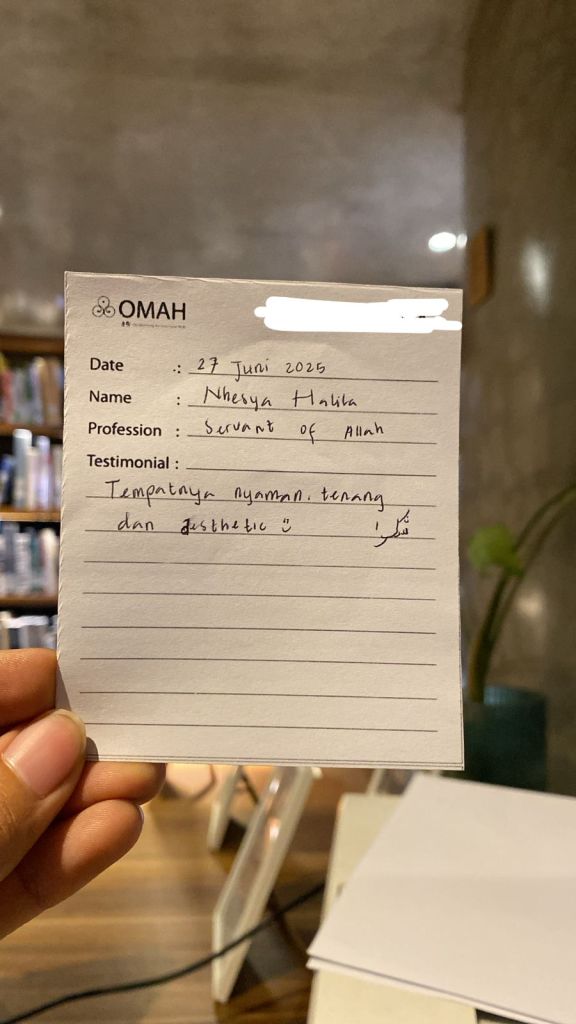 OMAH
Date : 27 Juni 2025
Name : Nhesya Halila
Profession : Servant of Allah
Testimonial :
Tempatnya nyaman, tenang
dan aesthetic ü شكرا